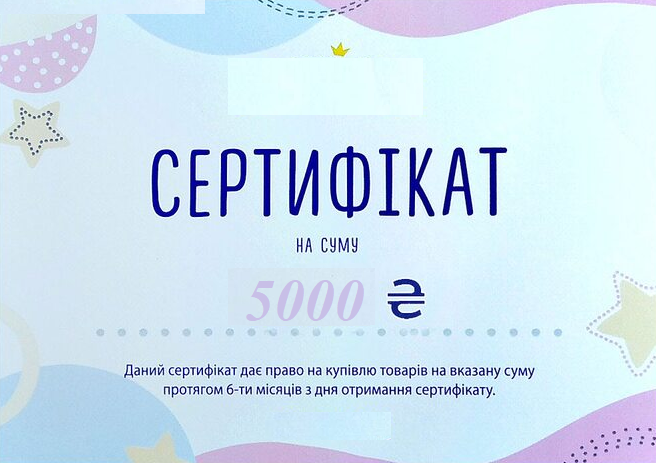 СЕРТИФІКАТ
НА СУМУ
5000 ₴
Даний сертифікат дає право на купівлю товарів на вказану суму
протягом 6-ти місяців з дня отримання сертифікату.